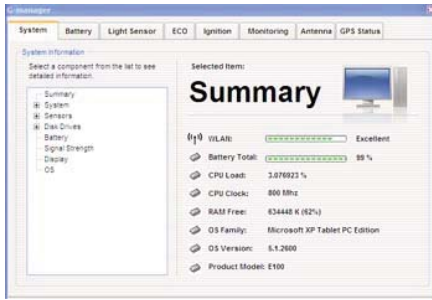 G-manager
System Battery Light Sensor ECO Ignition Monitoring Antenna GPS Status
System Information
Select a component from the list to see
detailed information.
Summary
System
Sensors
Disk Drives
Battery
Signal Strength
Display
OS
Selected Item:
Summary
WLAN: Excellent
Battery Total: 99 %
CPU Load: 3.076923 %
CPU Clock: 800 Mhz
RAM Free: 634448 K (62%)
OS Family: Microsoft XP Tablet PC Edition
OS Version: 5.1.2600
Product Model: E100